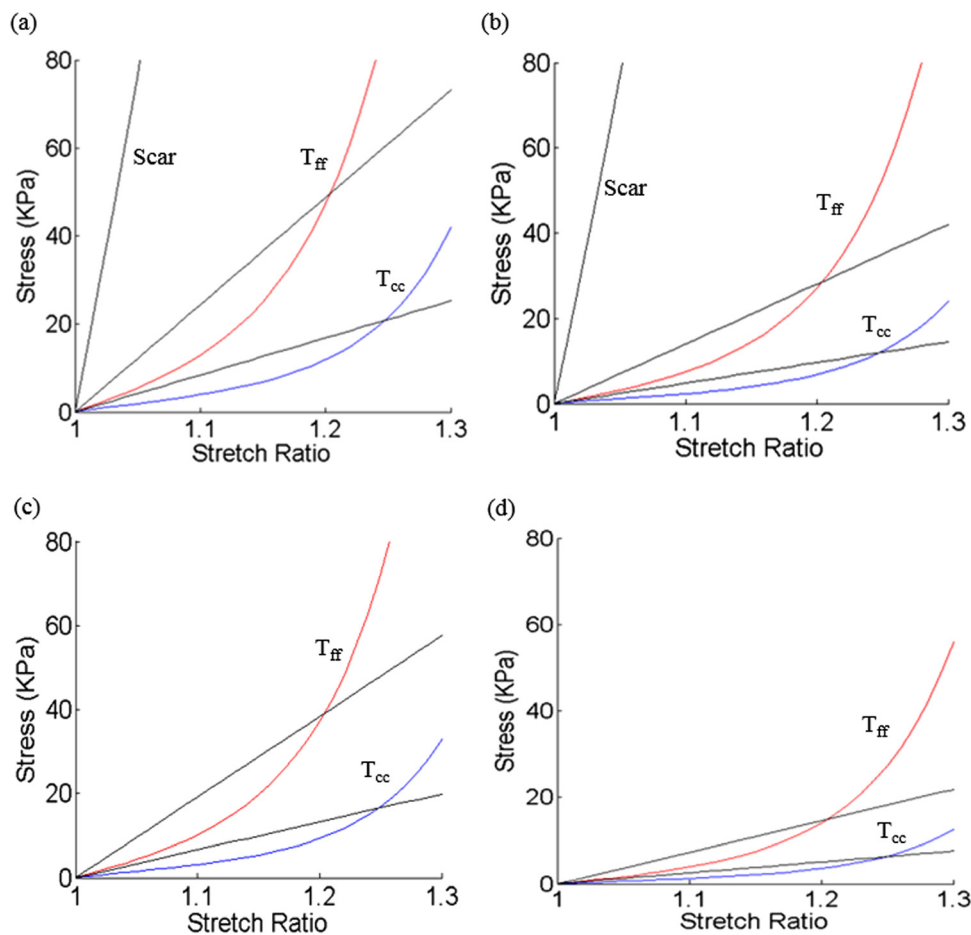 (a)
80
60
40
20
0
Stress (KPa)
Scar
Tff
Tcc
1 1.1 1.2 1.3
Stretch Ratio
(b)
80
60
40
20
0
Stress (KPa)
Scar
Tff
Tcc
1 1.1 1.2 1.3
Stretch Ratio
(c)
80
60
40
20
0
Stress (KPa)
Tff
Tcc
1 1.1 1.2 1.3
Stretch Ratio
(d)
80
60
40
20
0
Stress (KPa)
Tff
Tcc
1 1.1 1.2 1.3
Stretch Ratio